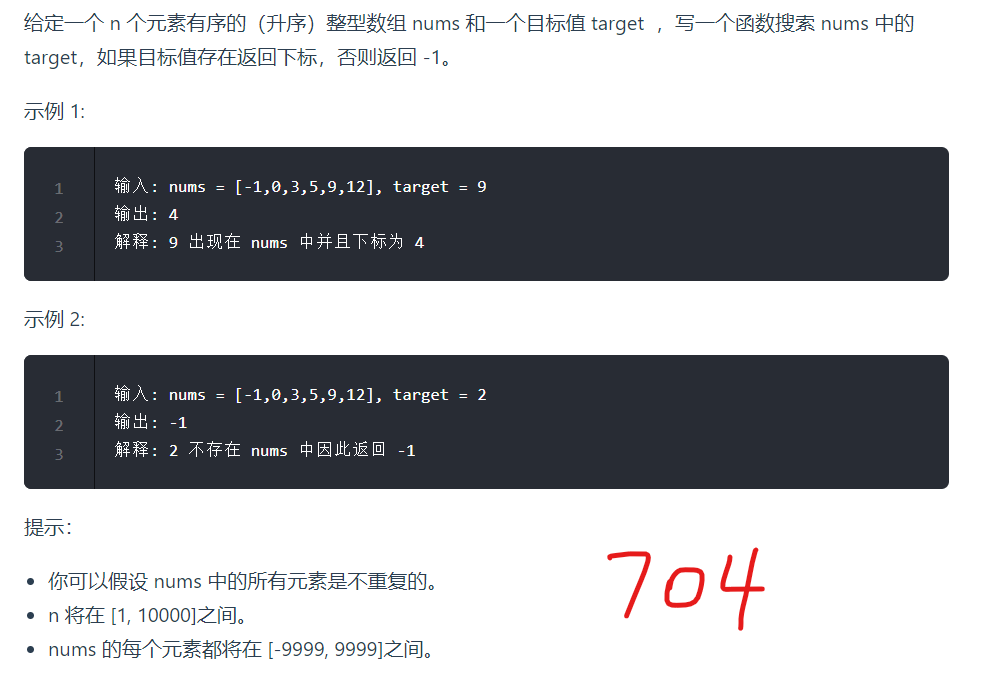 给定一个 n 个元素有序的（升序）整型数组 nums 和一个目标值 target ，写一个函数搜索 nums 中的
target，如果目标值存在返回下标，否则返回 -1。
示例 1:
1 输入: nums = [-1,0,3,5,9,12], target = 9
2 输出: 4
3 解释: 9 出现在 nums 中并且下标为 4
示例 2:
1 输入: nums = [-1,0,3,5,9,12], target = 2
2 输出: -1
3 解释: 2 不存在 nums 中因此返回 -1
提示：
• 你可以假设 nums 中的所有元素是不重复的。
• n 将在 [1, 10000]之间。
• nums 的每个元素都将在 [-9999, 9999]之间。
704